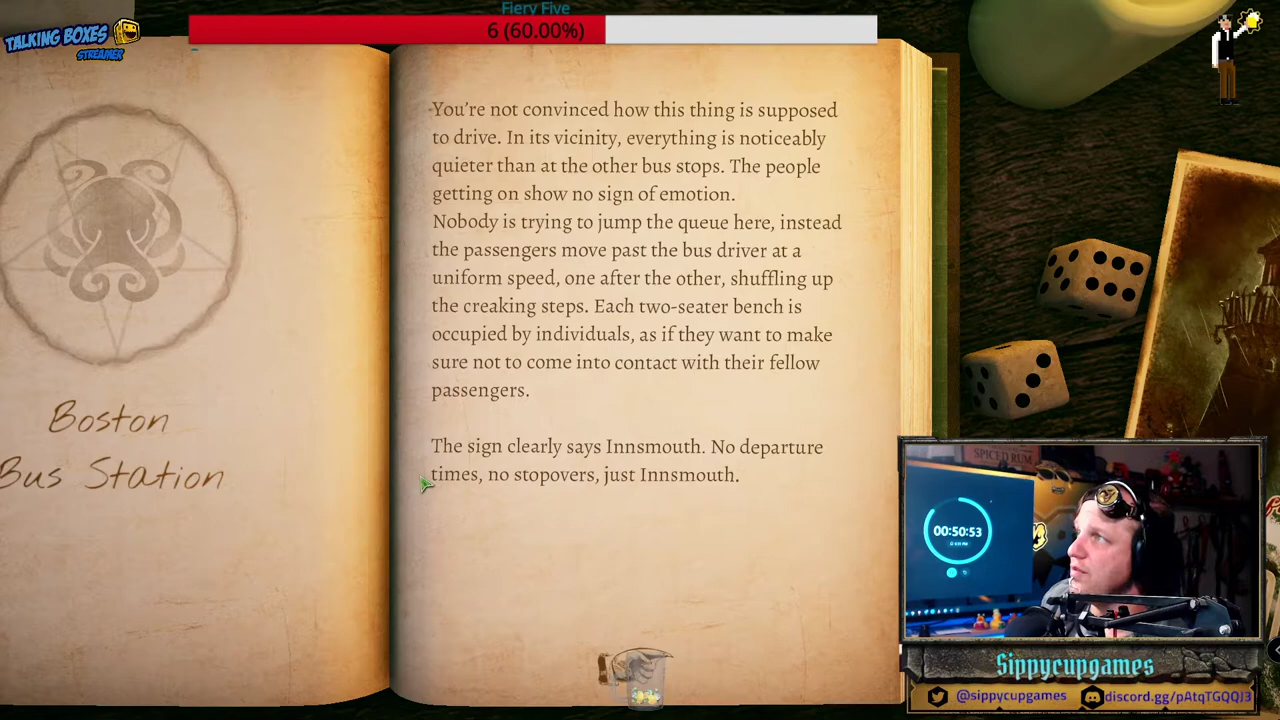 Fiery Five
6 (60.00%)
TALKING BOXES
STREAMER
You're not convinced how this thing is supposed
to drive. In its vicinity, everything is noticeably
quieter than at the other bus stops. The people
getting on show no sign of emotion.
Nobody is trying to jump the queue here, instead
the passengers move past the bus driver at a
uniform speed, one after the other, shuffling up
the creaking steps. Each two-seater bench is
occupied by individuals, as if they want to make
sure not to come into contact with their fellow
passengers.
The sign clearly says Innsmouth. No departure
times, no stopovers, just Innsmouth.
Boston
Bus Station
SPICED RUM
00:50:53
Sippycupgames
@sippycupgames
discord.gg/pAtqTGQQJ3